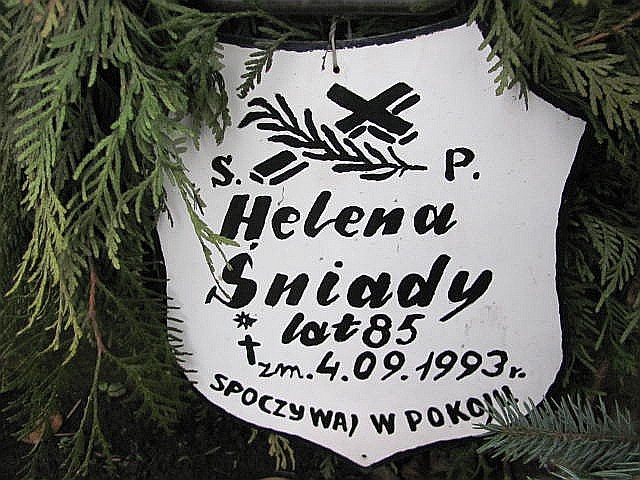 S. P.
Helena
Śniady
lat 85
zm. 4.09.1993 r.
SPOCZYWAJ W POKOJU